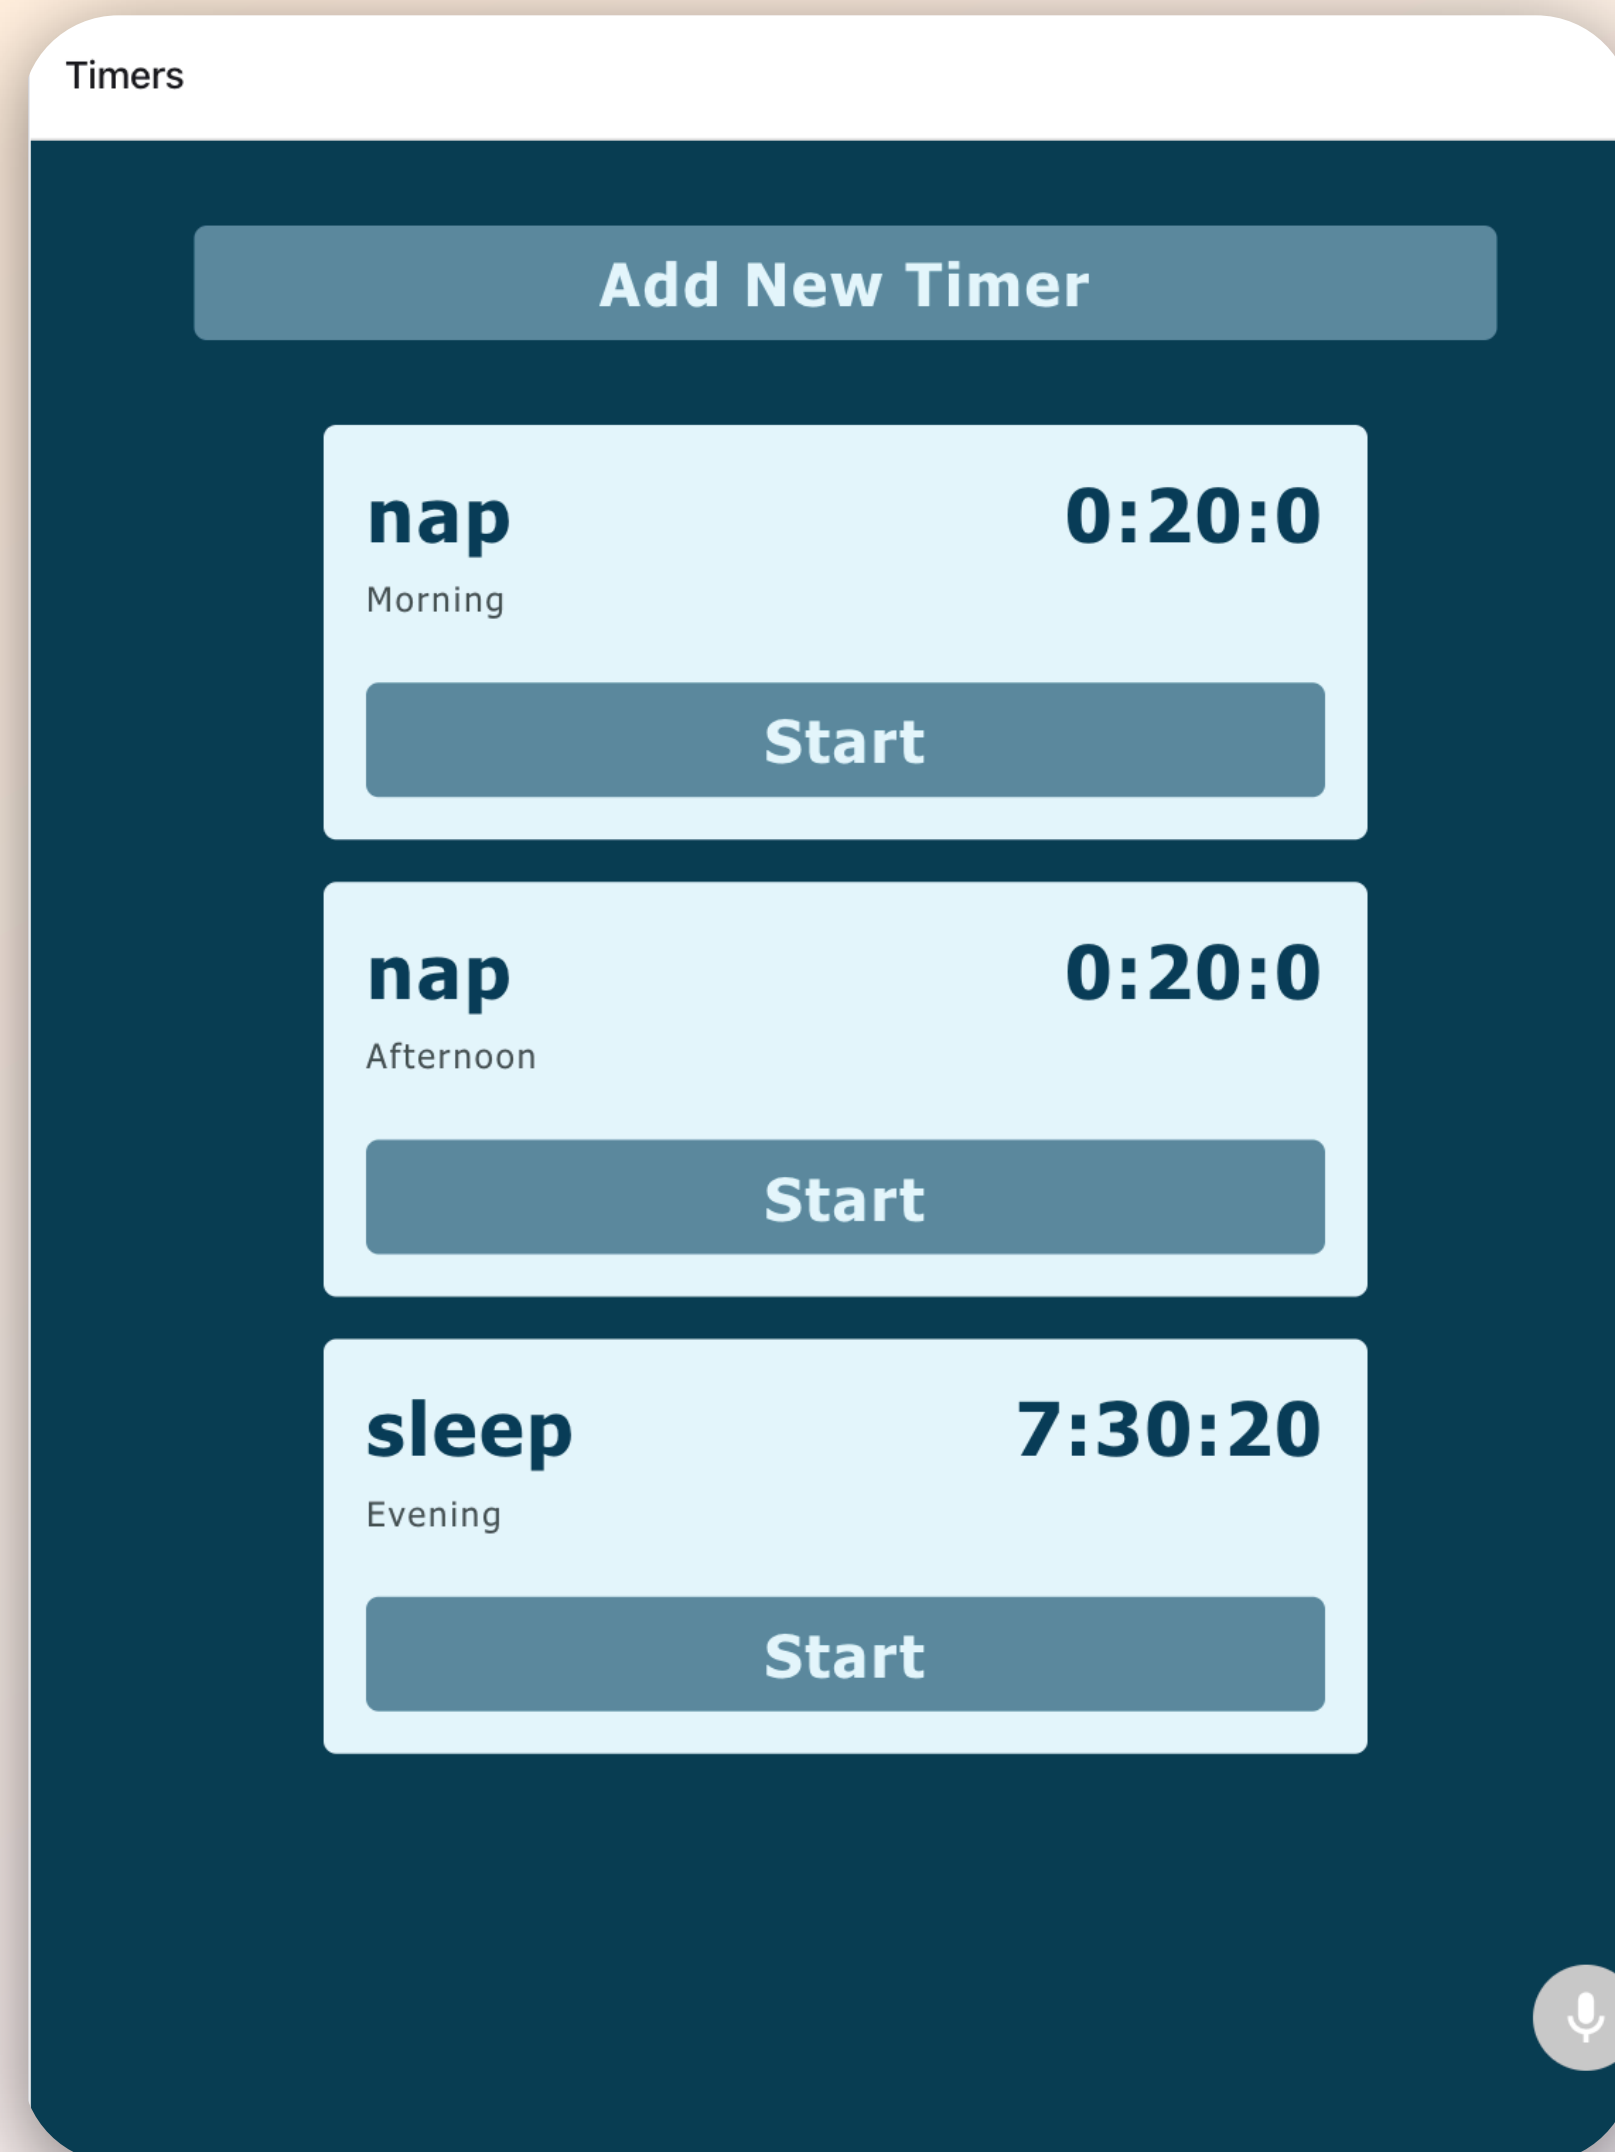 Timers
Add New Timer
nap 0:20:0
Morning
Start
nap 0:20:0
Afternoon
Start
sleep 7:30:20
Evening
Start